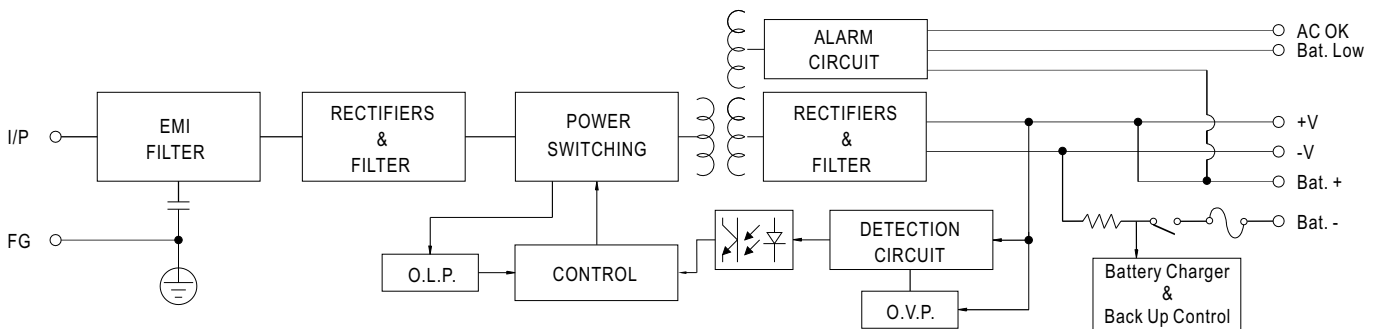 ALARM
CIRCUIT
AC OK
Bat. Low
I/P
EMI
FILTER
RECTIFIERS
&
FILTER
POWER
SWITCHING
RECTIFIERS
&
FILTER
+V
-V
Bat. +
Bat. -
FG
O.L.P.
CONTROL
DETECTION
CIRCUIT
O.V.P.
Battery Charger
&
Back Up Control